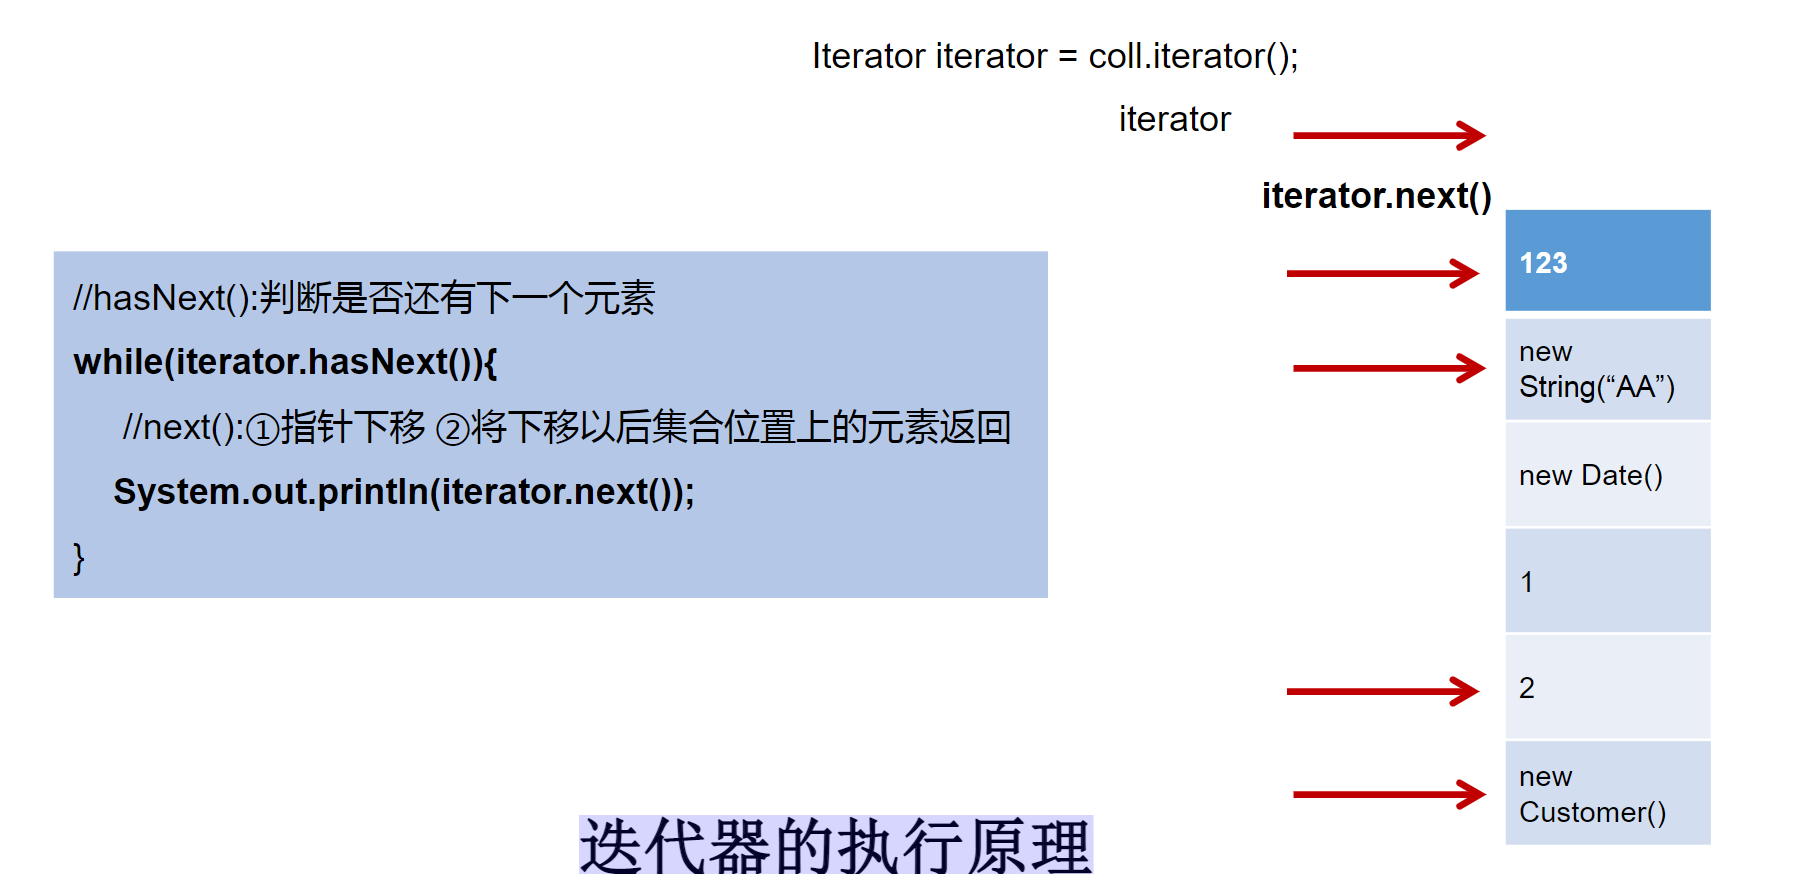 Iterator iterator = coll.iterator();
iterator
iterator.next()
//hasNext():判断是否还有下一个元素
while(iterator.hasNext()){
//next():①指针下移 ②将下移以后集合位置上的元素返回
System.out.println(iterator.next());
}
123
new
String(“AA”)
new Date()
1
2
new
Customer()
迭代器的执行原理